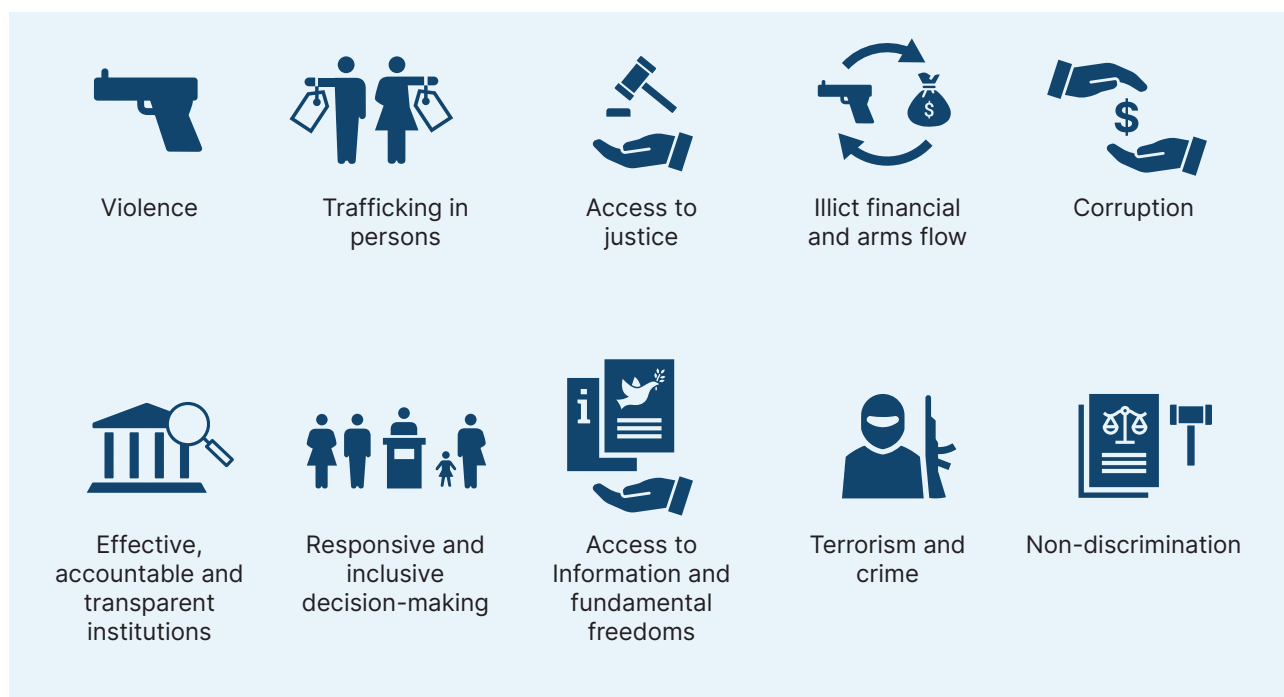 $
$
Violence
Trafficking in
persons
Access to
justice
Illict financial
and arms flow
Corruption
i
Effective,
accountable and
transparent
institutions
Responsive and
inclusive
decision-making
Access to
Information and
fundamental
freedoms
Terrorism and
crime
Non-discrimination